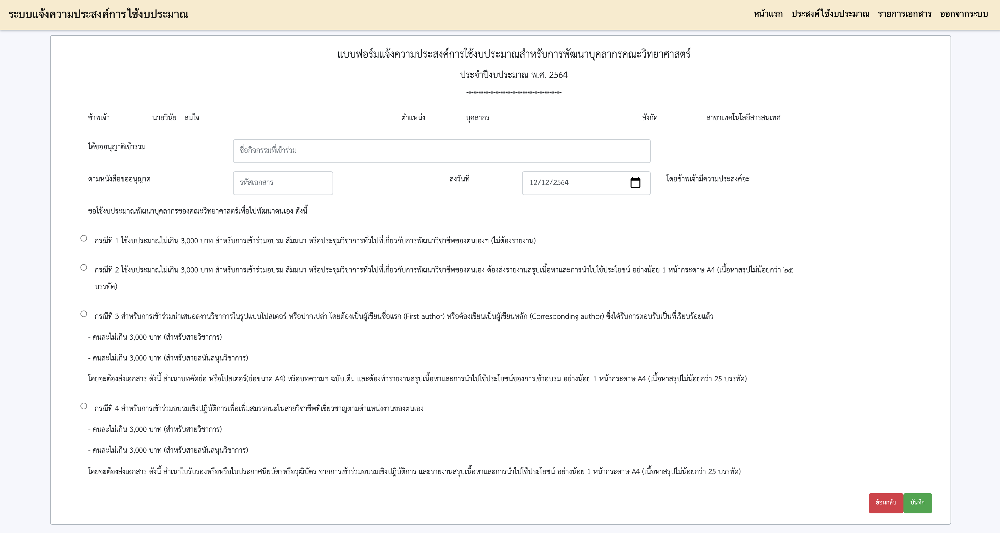 ระบบแจ้งความประสงค์การใช้งบประมาณ
หน้าแรก ประสงค์ใช้งบประมาณ รายการเอกสาร ออกจากระบบ
แบบฟอร์มแจ้งความประสงค์การใช้งบประมาณสำหรับการพัฒนาบุคลากรคณะวิทยาศาสตร์
ประจำปีงบประมาณ พ.ศ. 2564
***************************************
ข้าพเจ้า นายวินัย สมใจ ตำแหน่ง บุคลากร สังกัด สาขาเทคโนโลยีสารสนเทศ
ได้ขออนุญาติเข้าร่วม ชื่อกิจกรรมที่เข้าร่วม
ตามหนังสือขออนุญาต รหัสเอกสาร ลงวันที่ 12/12/2564 โดยข้าพเจ้ามีความประสงค์จะ
ขอใช้งบประมาณพัฒนาบุคลากรของคณะวิทยาศาสตร์เพื่อไปพัฒนาตนเอง ดังนี้
กรณีที่ 1 ใช้งบประมาณไม่เกิน 3,000 บาท สำหรับการเข้าร่วมอบรม สัมมนา หรือประชุมวิชาการทั่วไปที่เกี่ยวกับการพัฒนาวิชาชีพของตนเองฯ (ไม่ต้องรายงาน)
กรณีที่ 2 ใช้งบประมาณไม่เกิน 3,000 บาท สำหรับการเข้าร่วมอบรม สัมมนา หรือประชุมวิชาการทั่วไปที่เกี่ยวกับการพัฒนาวิชาชีพของตนเอง ต้องส่งรายงานสรุปเนื้อหาและการนำไปใช้ประโยชน์ อย่างน้อย 1 หน้ากระดาษ A4 (เนื้อหาสรุปไม่น้อยกว่า ๒๕
บรรทัด)
กรณีที่ 3 สำหรับการเข้าร่วมนำเสนอลงานวิชาการในรูปแบบโปสเตอร์ หรือปากเปล่า โดยต้องเป็นผู้เขียนชื่อแรก (First author) หรือต้องเขียนเป็นผู้เขียนหลัก (Corresponding author) ซึ่งได้รับการตอบรับเป็นที่เรียบร้อยแล้ว
- คนละไม่เกิน 3,000 บาท (สำหรับสายวิชาการ)
- คนละไม่เกิน 3,000 บาท (สำหรับสายสนันสนุนวิชาการ)
โดยจะต้องส่งเอกสาร ดังนี้ สำเนาบทคัดย่อ หรือโปสเตอร์(ย่อขนาด A4) หรือบทความฯ ฉบับเต็ม และต้องทำรายงานสรุปเนื้อหาและการนำไปใช้ประโยชน์ของการเข้าอบรม อย่างน้อย 1 หน้ากระดาษ A4 (เนื้อหาสรุปไม่น้อยกว่า 25 บรรทัด)
กรณีที่ 4 สำหรับการเข้าร่วมอบรมเชิงปฏิบัติการเพื่อเพิ่มสมรรถนะในสายวิชาชีพที่เชี่ยวชาญตามตำแหน่งงานของตนเอง
- คนละไม่เกิน 3,000 บาท (สำหรับสายวิชาการ)
- คนละไม่เกิน 3,000 บาท (สำหรับสายสนันสนุนวิชาการ)
โดยจะต้องส่งเอกสาร ดังนี้ สำเนาใบรับรองหรือหรือใบประกาศนียบัตรหรือวุฒิบัตร จากการเข้าร่วมอบรมเชิงปฏิบัติการ และรายงานสรุปเนื้อหาและการนำไปใช้ประโยชน์ อย่างน้อย 1 หน้ากระดาษ A4 (เนื้อหาสรุปไม่น้อยกว่า 25 บรรทัด)
ย้อนกลับ บันทึก